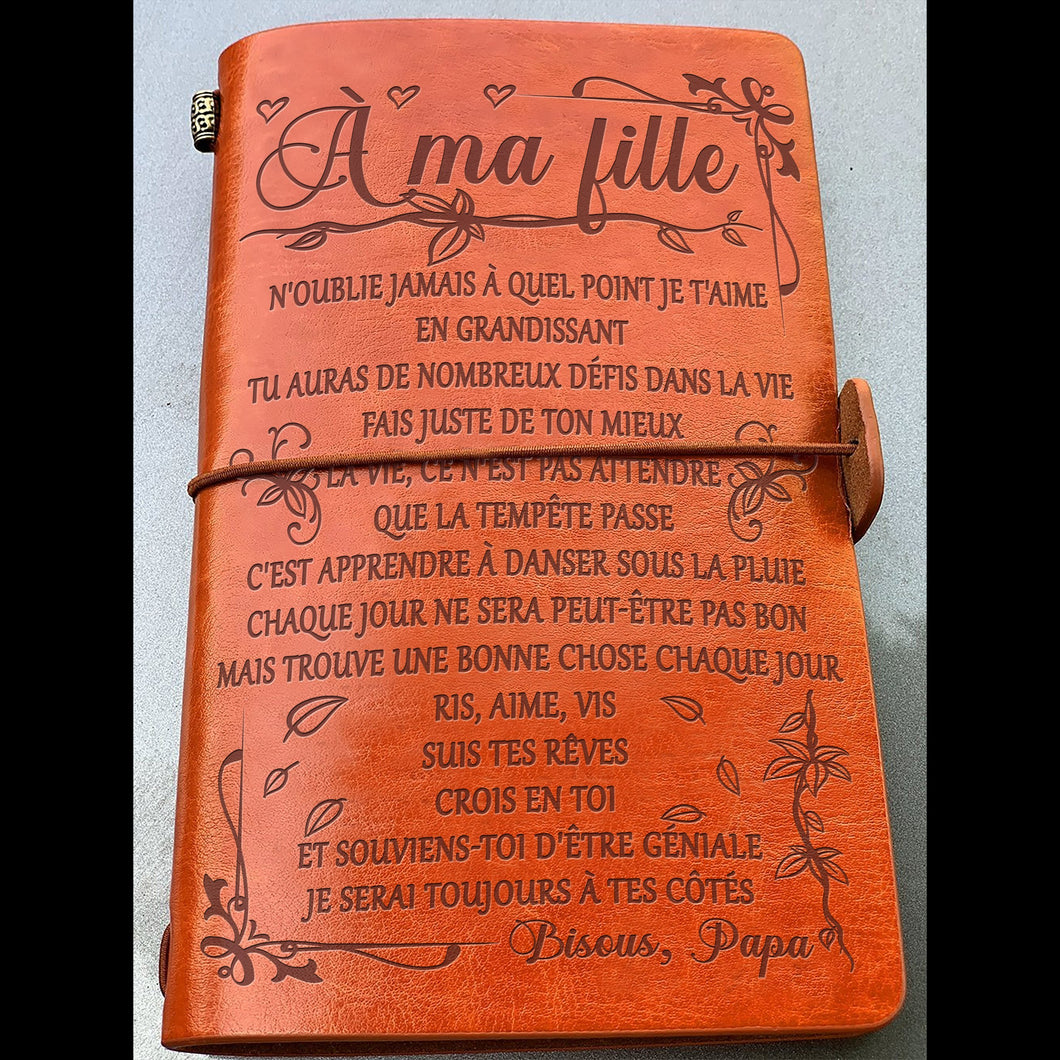 À ma fille
N'OUBLIE JAMAIS À QUEL POINT JE T'AIME
EN GRANDISSANT
TU AURAS DE NOMBREUX DÉFIS DANS LA VIE
FAIS JUSTE DE TON MIEUX
LA VIE, CE N'EST PAS ATTENDRE
QUE LA TEMPÊTE PASSE
C'EST APPRENDRE À DANSER SOUS LA PLUIE
CHAQUE JOUR NE SERA PEUT-ÊTRE PAS BON
MAIS TROUVE UNE BONNE CHOSE CHAQUE JOUR
RIS, AIME, VIS
SUIS TES RÊVES
CROIS EN TOI
ET SOUVIENS-TOI D'ÊTRE GÉNIALE
JE SERAI TOUJOURS À TES CÔTÉS
Bisous, Papa